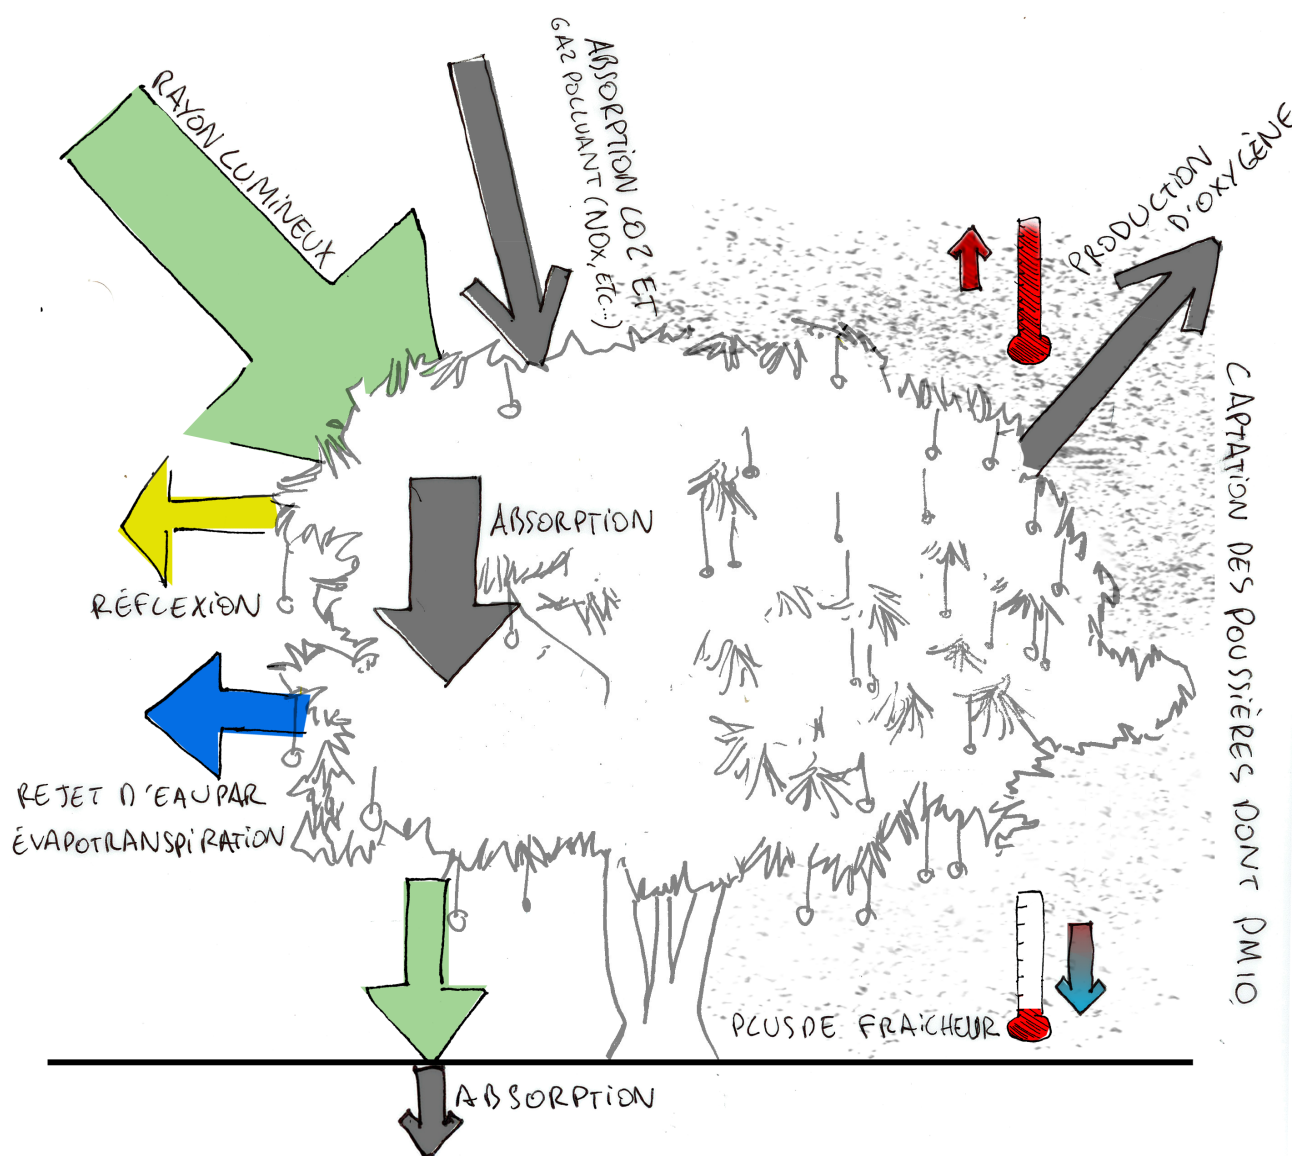 RAYON LUMINEUX
ABSORPTION CO2 ET
GAZ POLLUANT (NOX, ETC...)
PRODUCTION
D'OXYGÈNE
CAPTATION DES POUSSIÈRES DONT PM10
ABSORPTION
RÉFLEXION
REJET D'EAU PAR
ÉVAPOTRANSPIRATION
PLUS DE FRAÎCHEUR
ABSORPTION